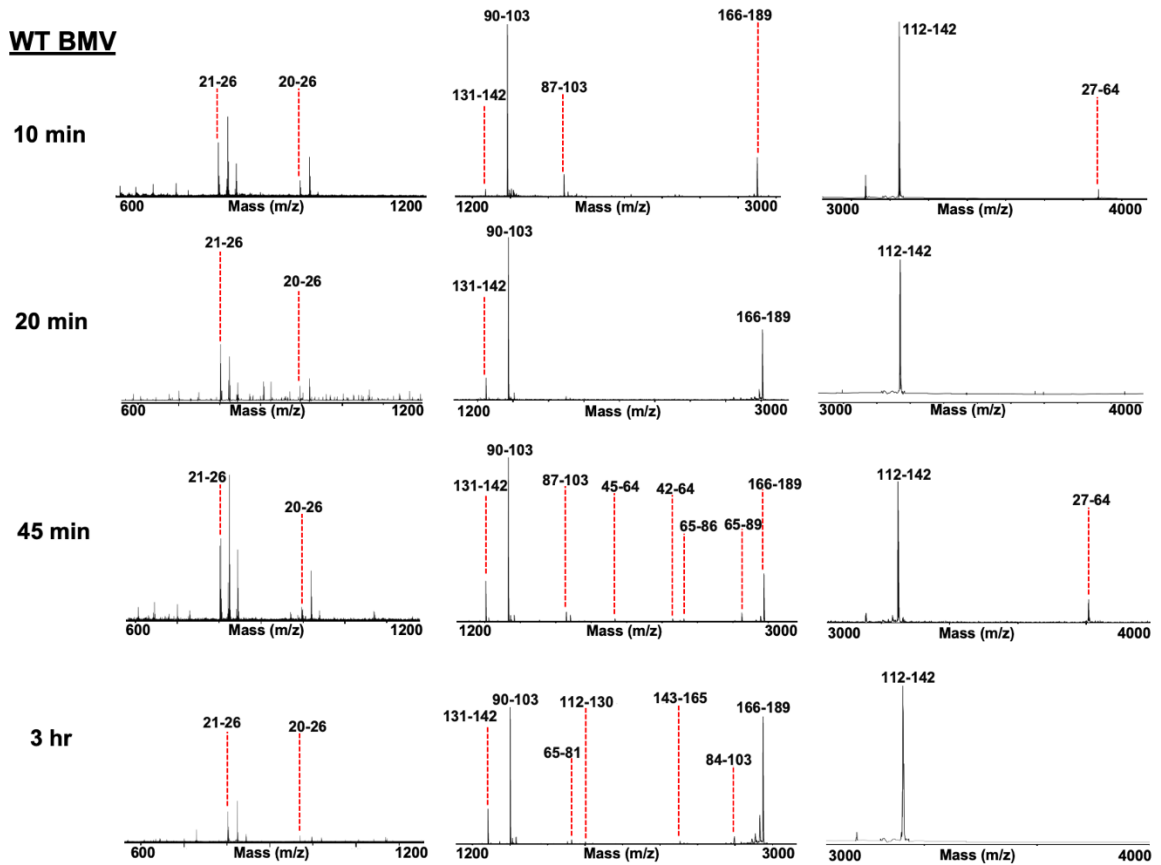 WT BMV
10 min
21-26 20-26
600 Mass (m/z) 1200
90-103 166-189
131-142 87-103
1200 Mass (m/z) 3000
112-142
27-64
3000 Mass (m/z) 4000
20 min
21-26
20-26
600 Mass (m/z) 1200
90-103
131-142
166-189
1200 Mass (m/z) 3000
112-142
3000 Mass (m/z) 4000
45 min
21-26
20-26
600 Mass (m/z) 1200
90-103
131-142 87-103 45-64 42-64 166-189
65-86 65-89
1200 Mass (m/z) 3000
112-142
27-64
3000 Mass (m/z) 4000
3 hr
21-26 20-26
600 Mass (m/z) 1200
90-103 112-130 143-165 166-189
131-142
65-81 84-103
1200 Mass (m/z) 3000
112-142
3000 Mass (m/z) 4000